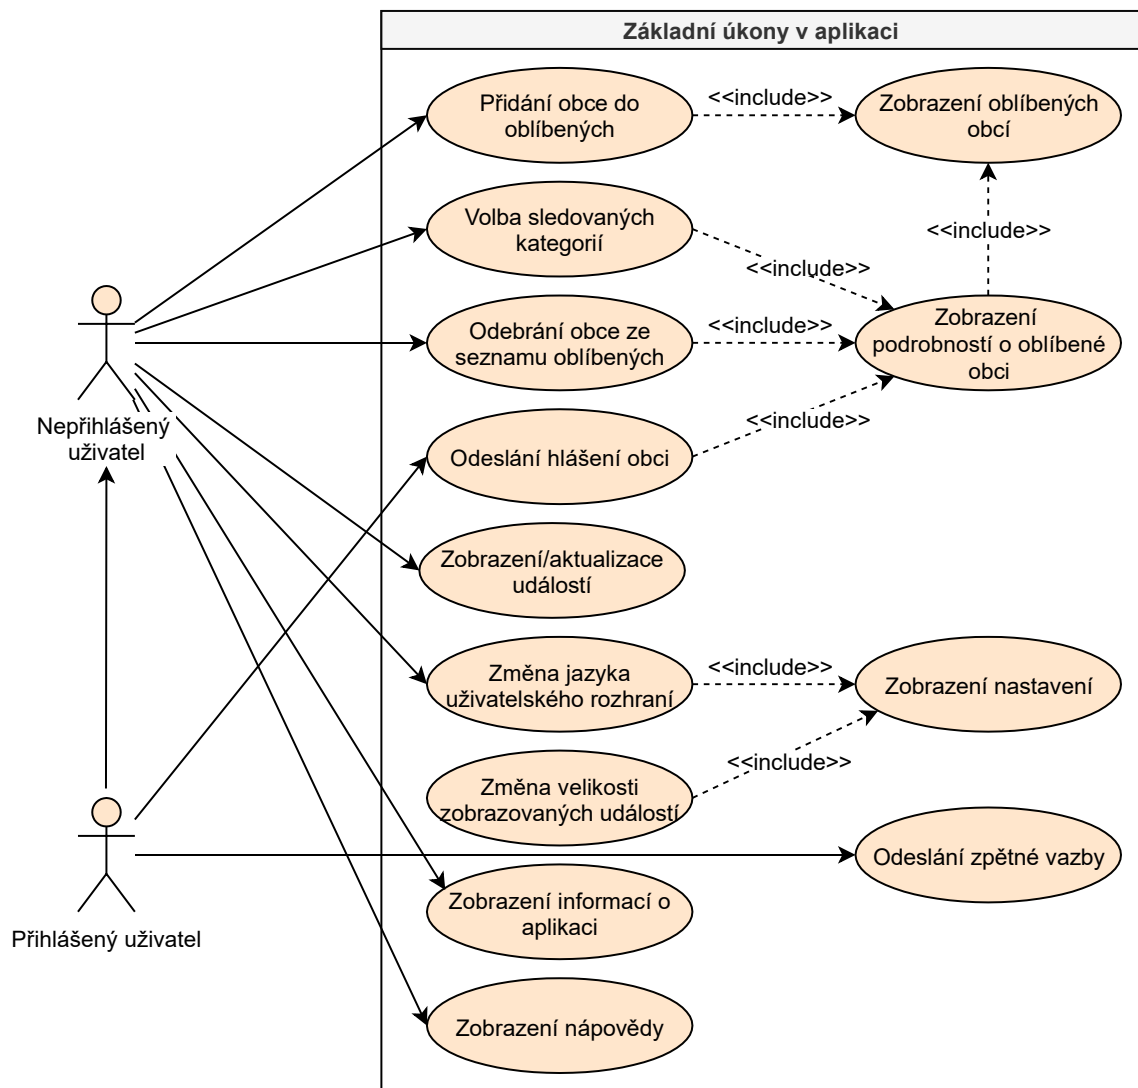 Základní úkony v aplikaci
Přidání obce do
oblíbených
<<include>>
Zobrazení oblíbených
obcí
Volba sledovaných
kategorií
<<include>>
<<include>>
Nepřihlášený
uživatel
Odebrání obce ze
seznamu oblíbených
<<include>>
Zobrazení
podrobností o oblíbené
obci
Odeslání hlášení obci
<<include>>
Zobrazení/aktualizace
událostí
Změna jazyka
uživatelského rozhraní
<<include>>
Zobrazení nastavení
Změna velikosti
zobrazovaných událostí
<<include>>
Odeslání zpětné vazby
Přihlášený uživatel
Zobrazení informací o
aplikaci
Zobrazení nápovědy